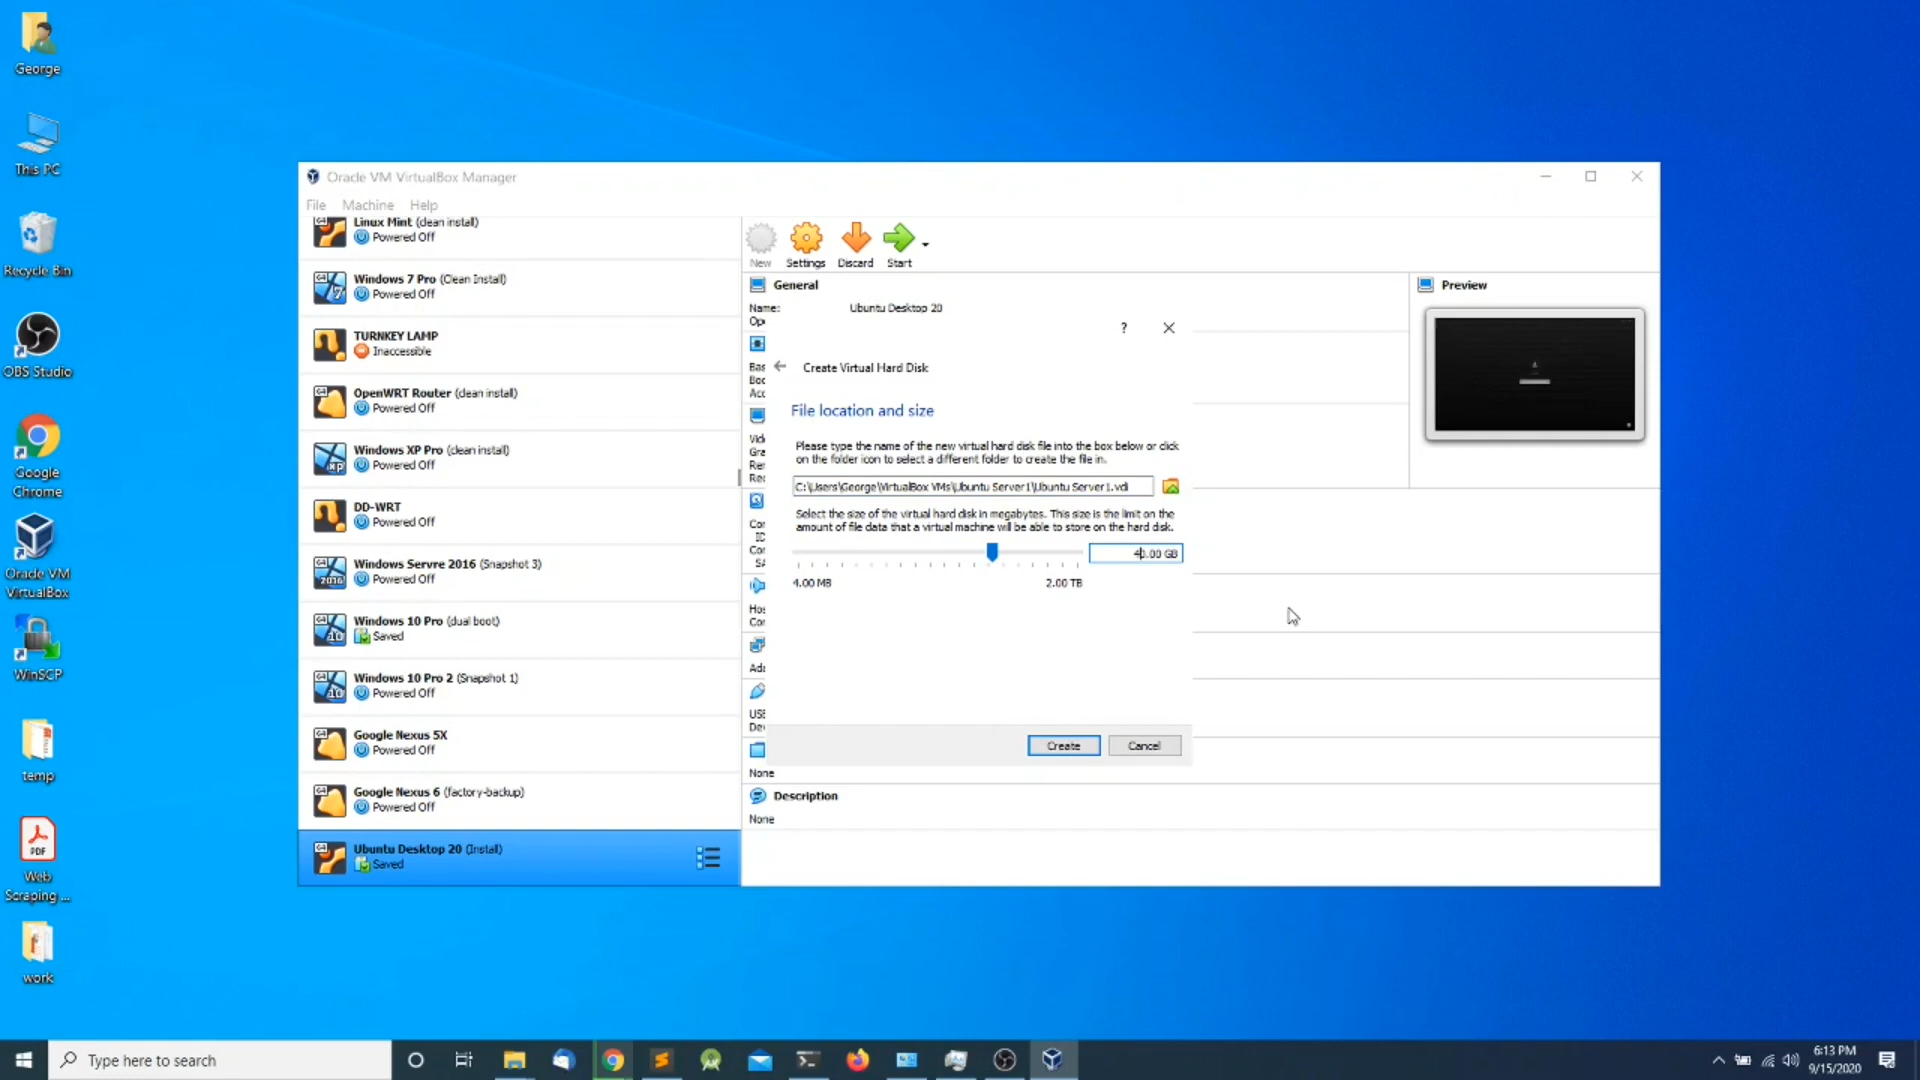 George
This PC
Recycle Bin
OBS Studio
Google
Chrome
Oracle VM
VirtualBox
WinSCP
temp
Web
Scraping ...
work
Oracle VM VirtualBox Manager
File Machine Help
Linux Mint (clean install)
Powered Off
Windows 7 Pro (Clean Install)
Powered Off
TURNKEY LAMP
Inaccessible
OpenWRT Router (clean install)
Powered Off
Windows XP Pro (clean install)
Powered Off
DD-WRT
Powered Off
Windows Servre 2016 (Snapshot 3)
Powered Off
Windows 10 Pro (dual boot)
Saved
Windows 10 Pro 2 (Snapshot 1)
Powered Off
Google Nexus 5X
Powered Off
Google Nexus 6 (factory-backup)
Powered Off
Ubuntu Desktop 20 (Install)
Saved
New Settings Discard Start
General
Name: Ubuntu Desktop 20
Preview
?
Create Virtual Hard Disk
File location and size
Please type the name of the new virtual hard disk file into the box below or click
on the folder icon to select a different folder to create the file in.
C:\Users\George\VirtualBox VMs\Ubuntu Server1\Ubuntu Server1.vdi
Select the size of the virtual hard disk in megabytes. This size is the limit on the
amount of file data that a virtual machine will be able to store on the hard disk.
4.00 MB 2.00 TB
Create Cancel
None
Description
None
Type here to search
6:13 PM
9/15/2020